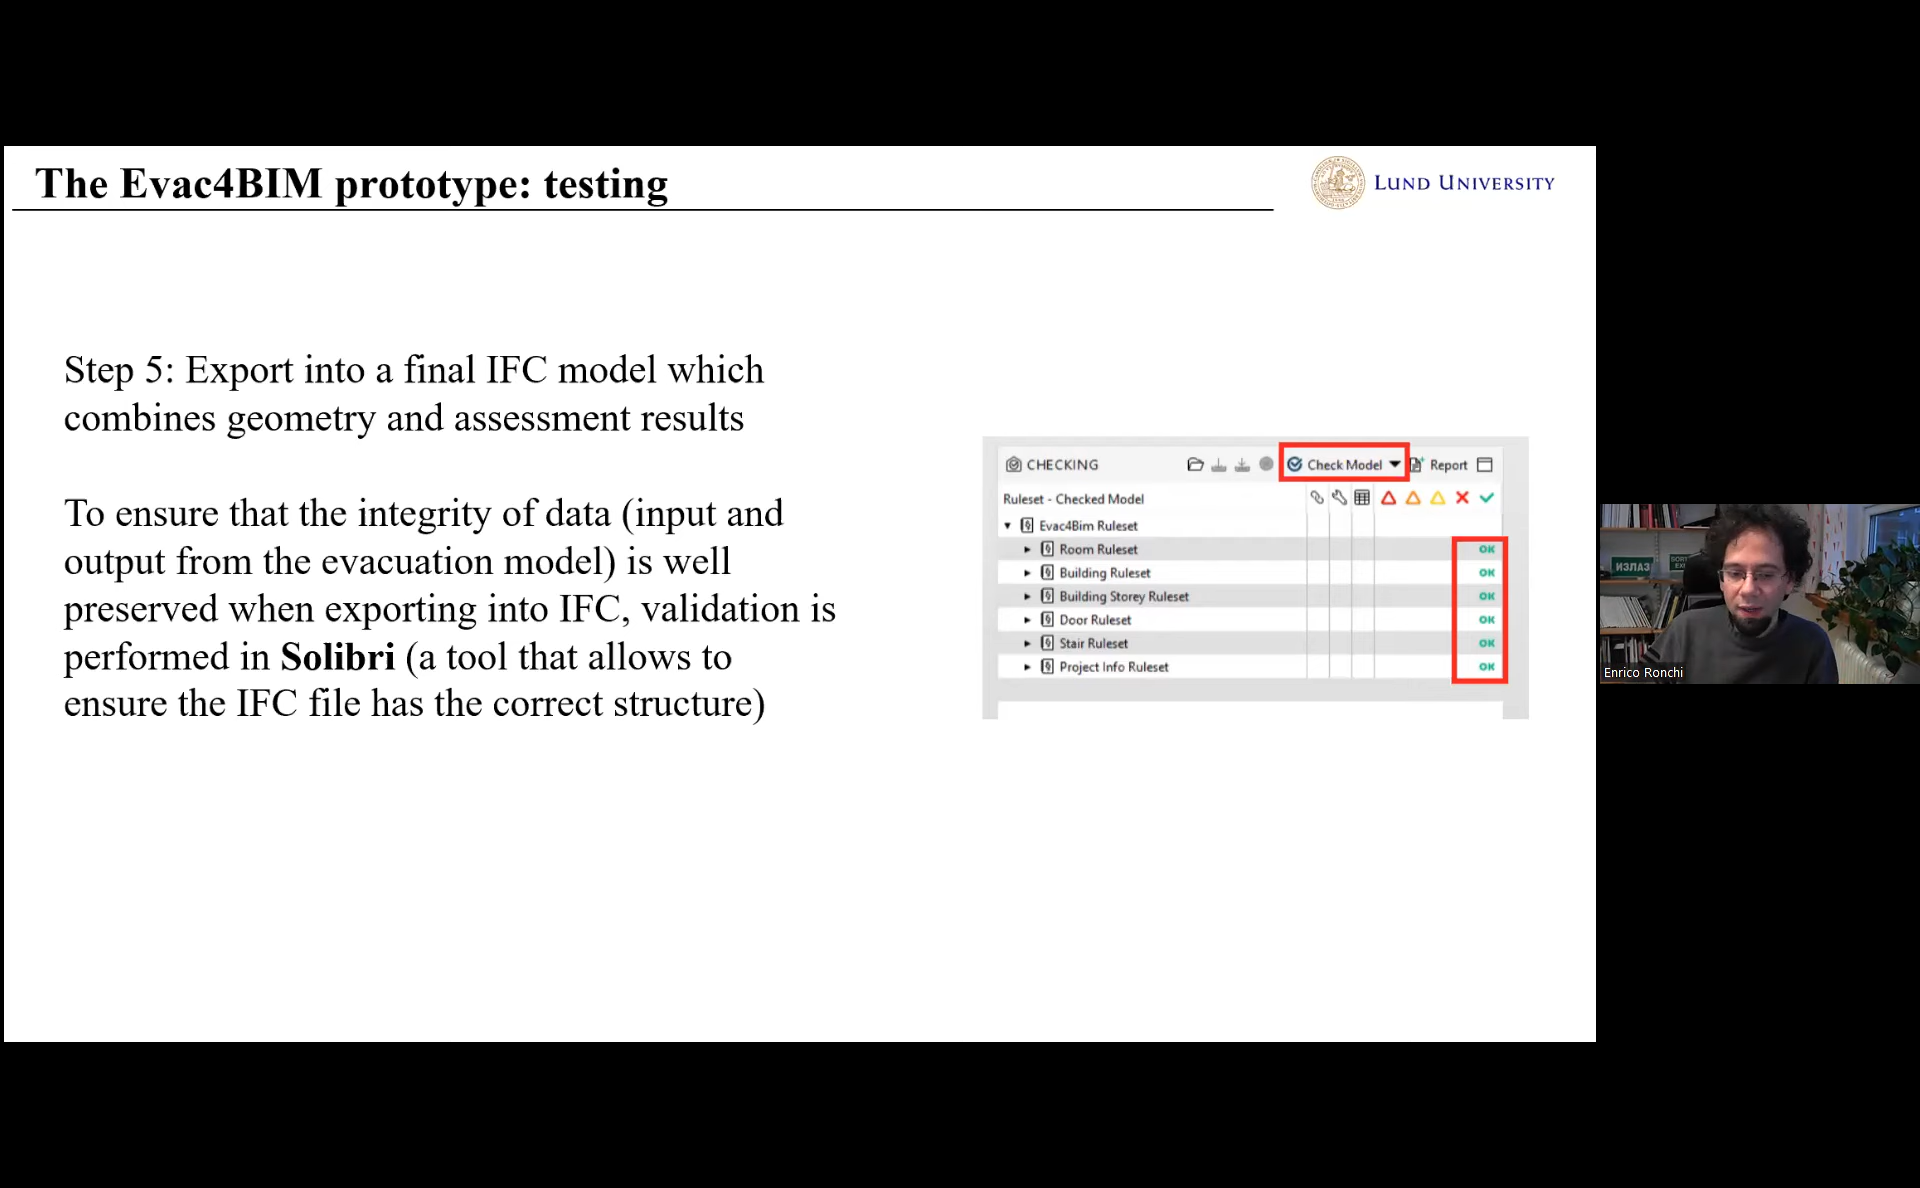 The Evac4BIM prototype: testing
LUND UNIVERSITY
Step 5: Export into a final IFC model which
combines geometry and assessment results
To ensure that the integrity of data (input and
output from the evacuation model) is well
preserved when exporting into IFC, validation is
performed in Solibri (a tool that allows to
ensure the IFC file has the correct structure)
CHECKING
Check Model
Report
Ruleset - Checked Model
Evac4Bim Ruleset
Room Ruleset OK
Building Ruleset OK
Building Storey Ruleset OK
Door Ruleset OK
Stair Ruleset OK
Project Info Ruleset OK
ИЗЛАЗ
Enrico Ronchi